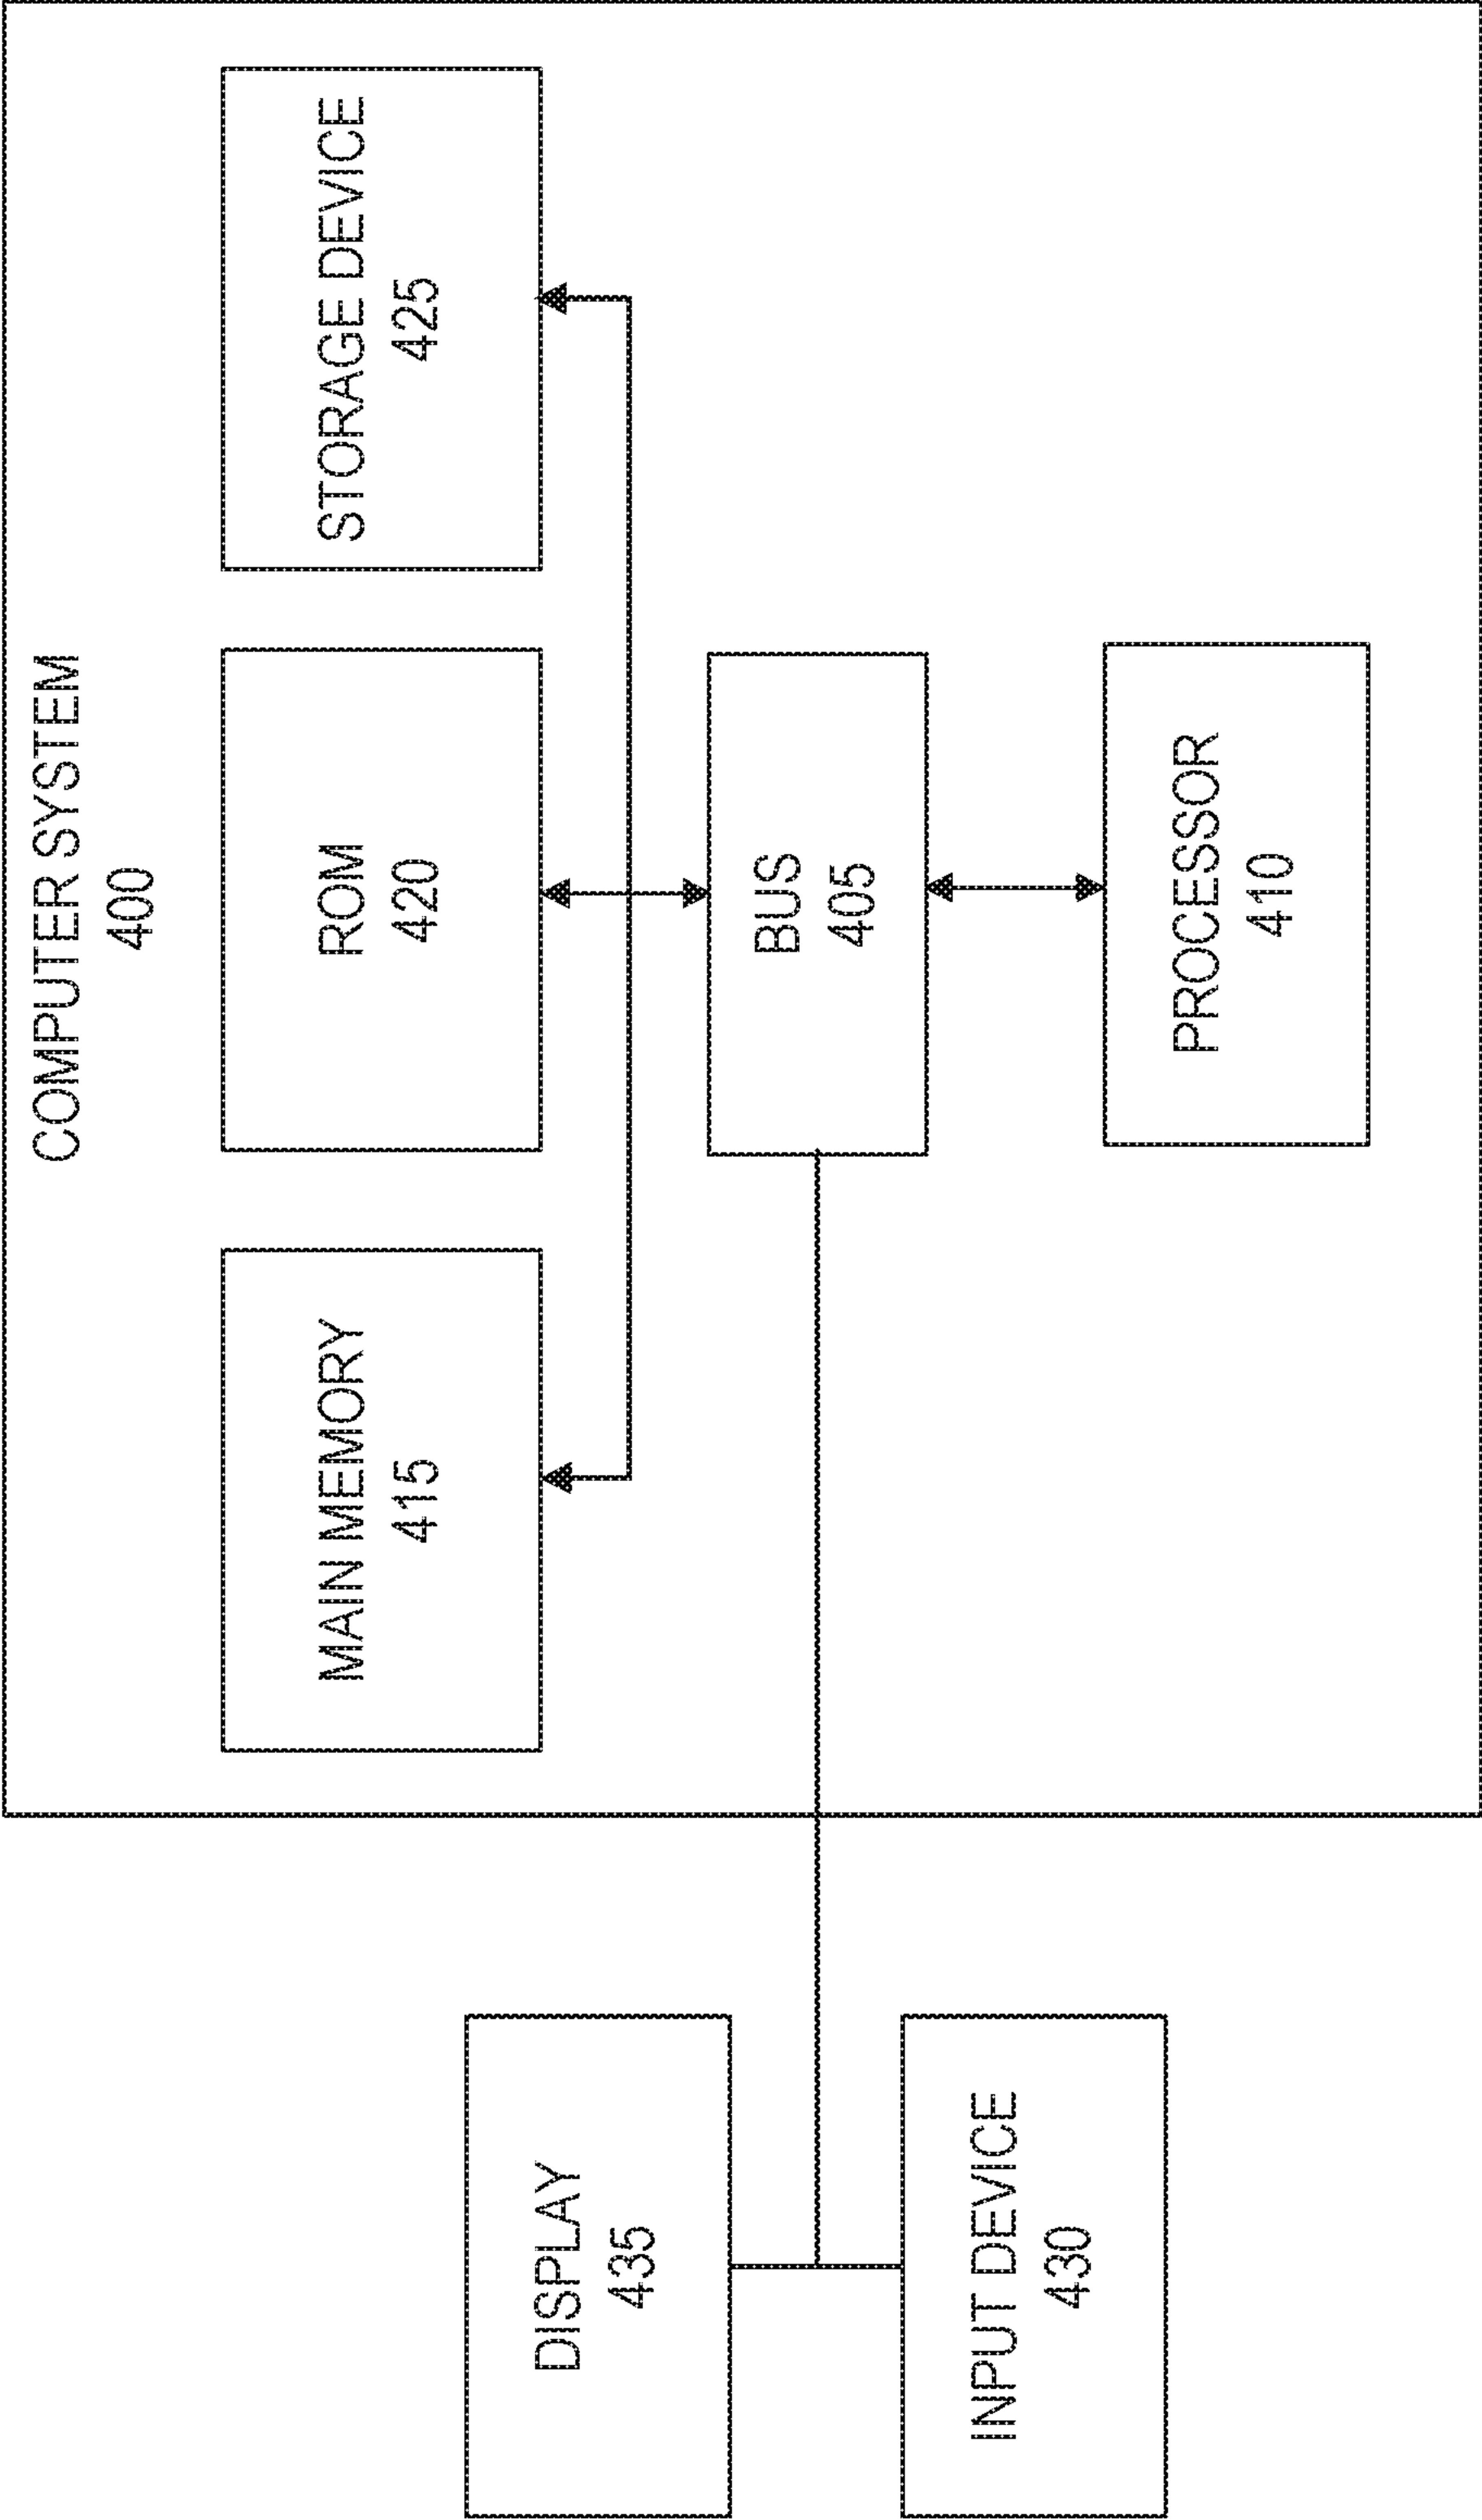 COMPUTER SYSTEM
400
MAIN MEMORY
415
ROM
420
STORAGE DEVICE
425
DISPLAY
435
BUS
405
INPUT DEVICE
430
PROCESSOR
410